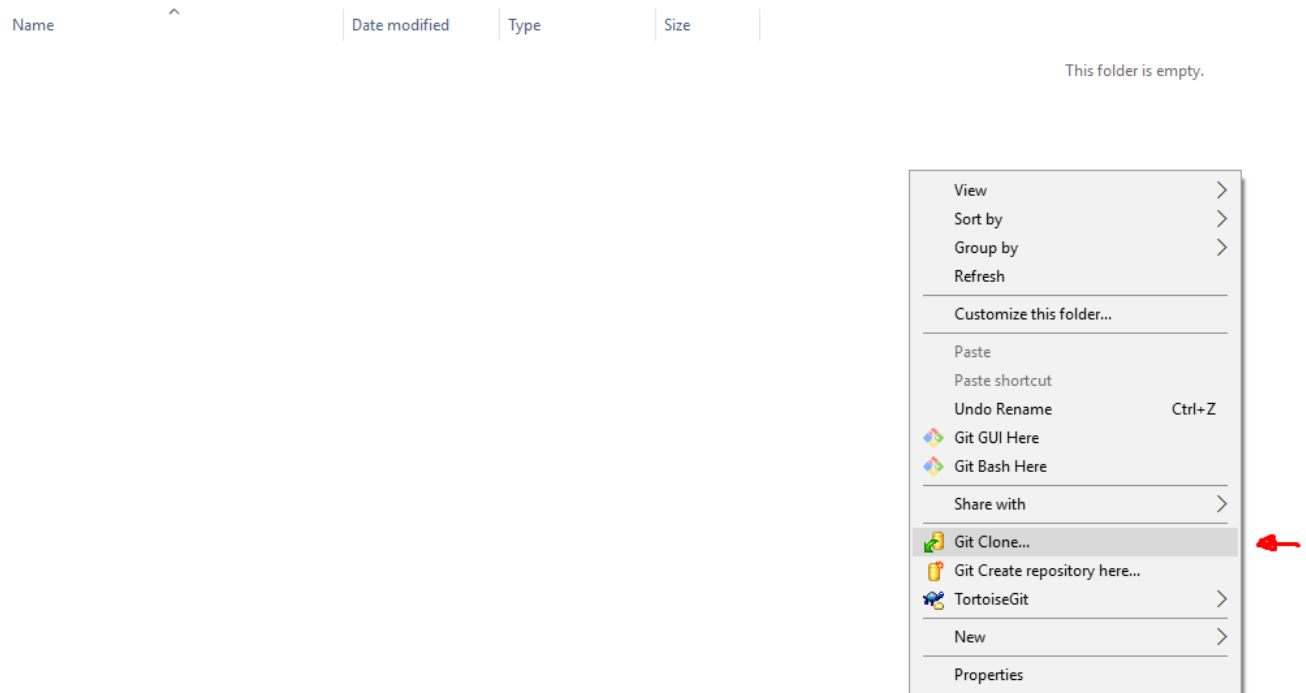 Name Date modified Type Size
This folder is empty.
View
Sort by
Group by
Refresh
Customize this folder...
Paste
Paste shortcut
Undo Rename Ctrl+Z
Git GUI Here
Git Bash Here
Share with
Git Clone...
Git Create repository here...
TortoiseGit
New
Properties